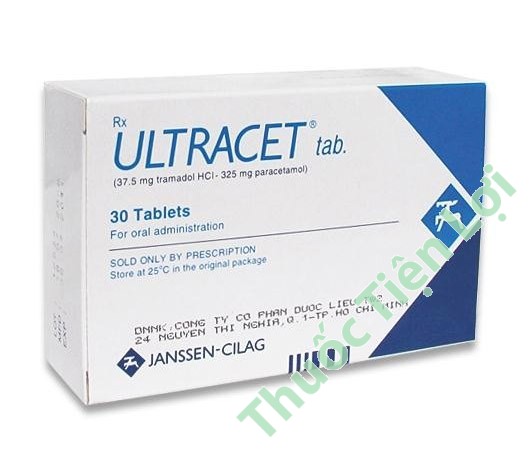 Rx
ULTRACET® tab.
(37.5 mg tramadol HCl - 325 mg paracetamol)
30 Tablets
For oral administration
SOLD ONLY BY PRESCRIPTION
Store at 25°C in the original package
DNNK:CONG TY CO PHAN DUOC LIEU TW2
24 NGUYEN THI NGHIA,Q.1-TP.HO CHI MINH
JANSSEN-CILAG
Thuốc Tiện Lợi